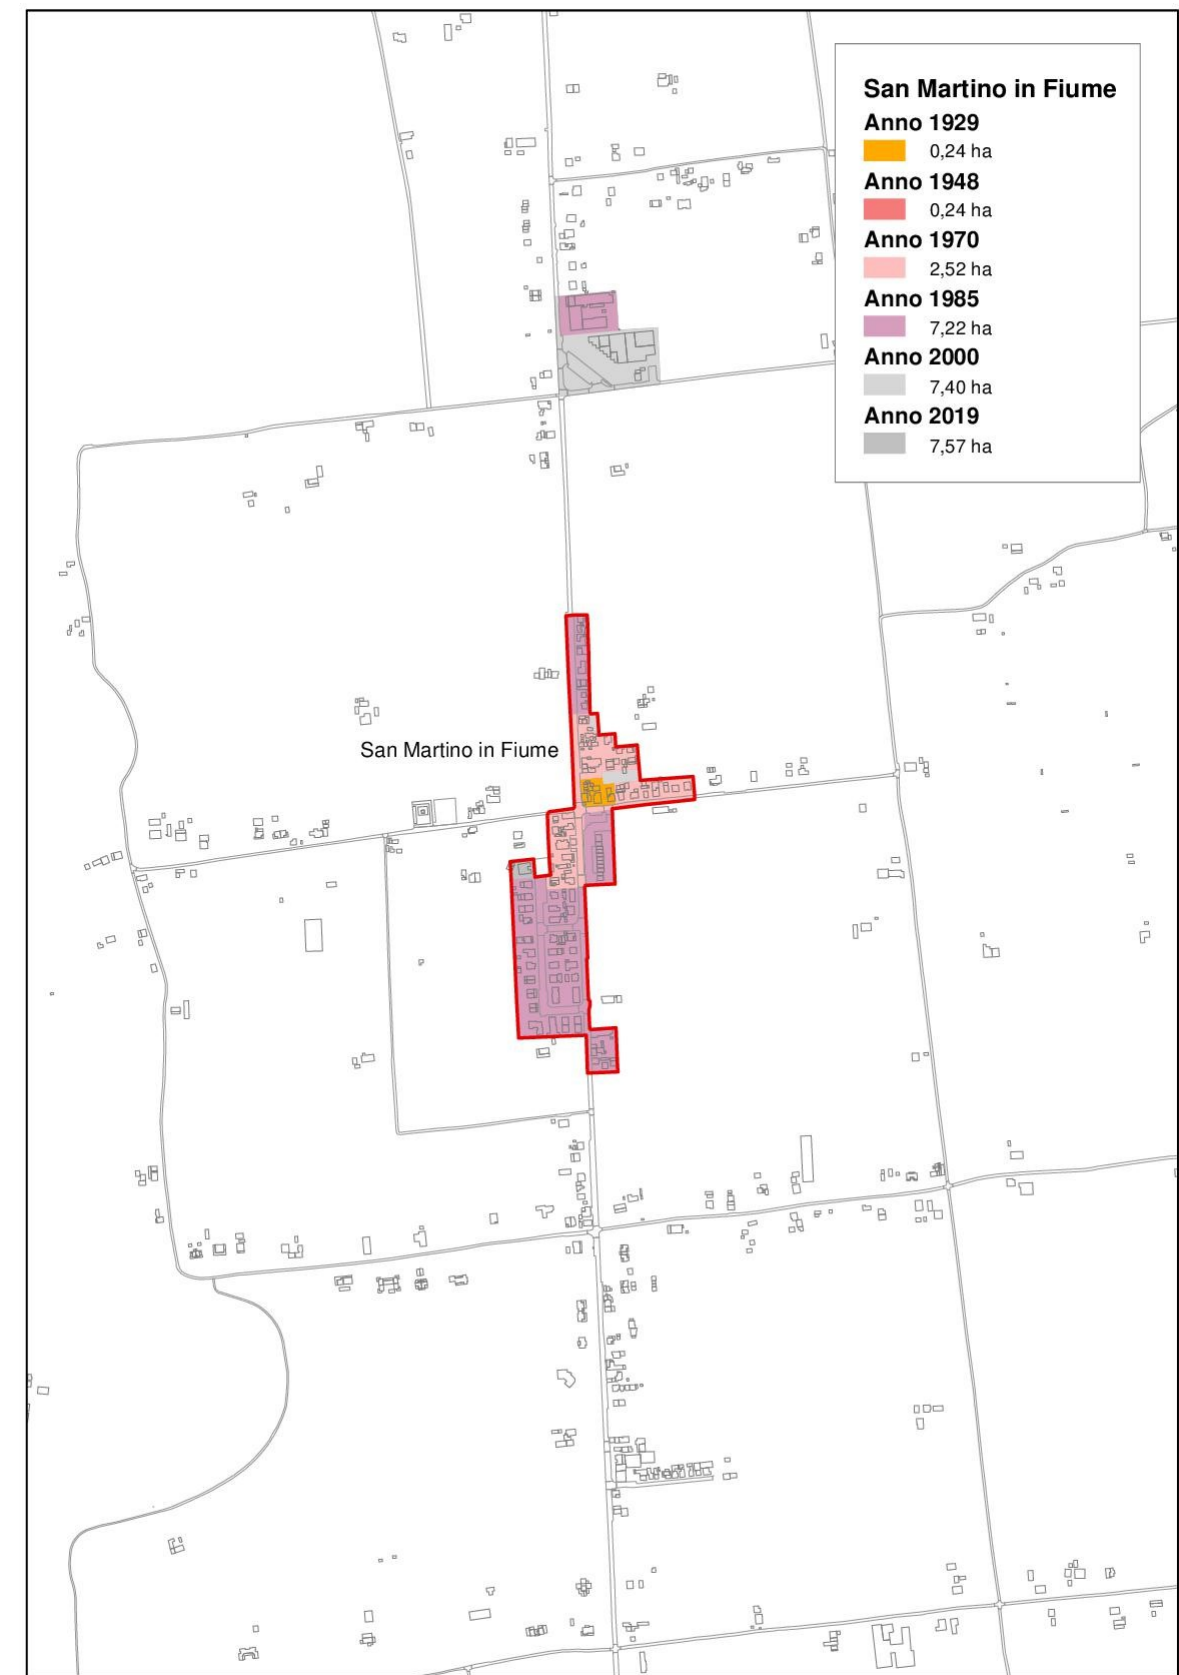 San Martino in Fiume
Anno 1929
0,24 ha
Anno 1948
0,24 ha
Anno 1970
2,52 ha
Anno 1985
7,22 ha
Anno 2000
7,40 ha
Anno 2019
7,57 ha
San Martino in Fiume